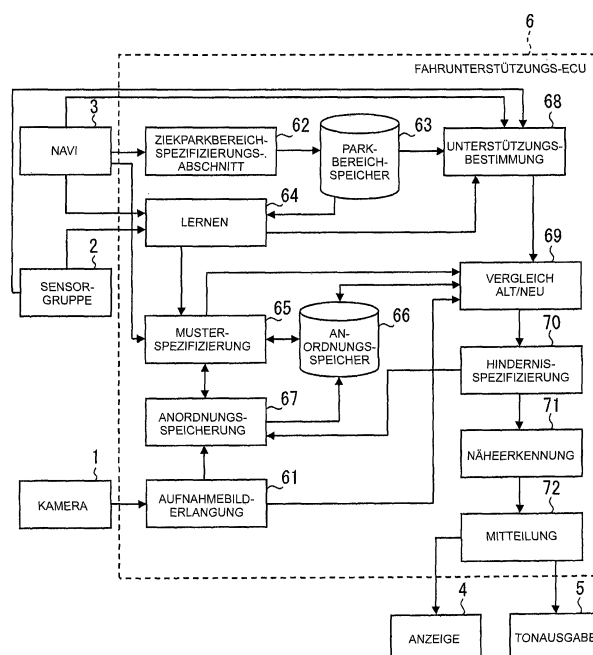 6
FAHRUNTERSTÜTZUNGS-ECU
3
NAVI
62
ZIEKPARKBEREICH-
SPEZIFIZIERUNGS-.
ABSCHNITT
63
PARK-
BEREICH-
SPEICHER
68
UNTERSTÜTZUNGS-
BESTIMMUNG
64
LERNEN
2
SENSOR-
GRUPPE
65
MUSTER-
SPEZIFIZIERUNG
66
AN-
ORDNUNGS-
SPEICHER
69
VERGLEICH
ALT/NEU
70
HINDERNIS-
SPEZIFIZIERUNG
67
ANORDNUNGS-
SPEICHERUNG
71
NÄHEERKENNUNG
1
KAMERA
61
AUFNAHMEBILD-
ERLANGUNG
72
MITTEILUNG
4
ANZEIGE
5
TONAUSGABE